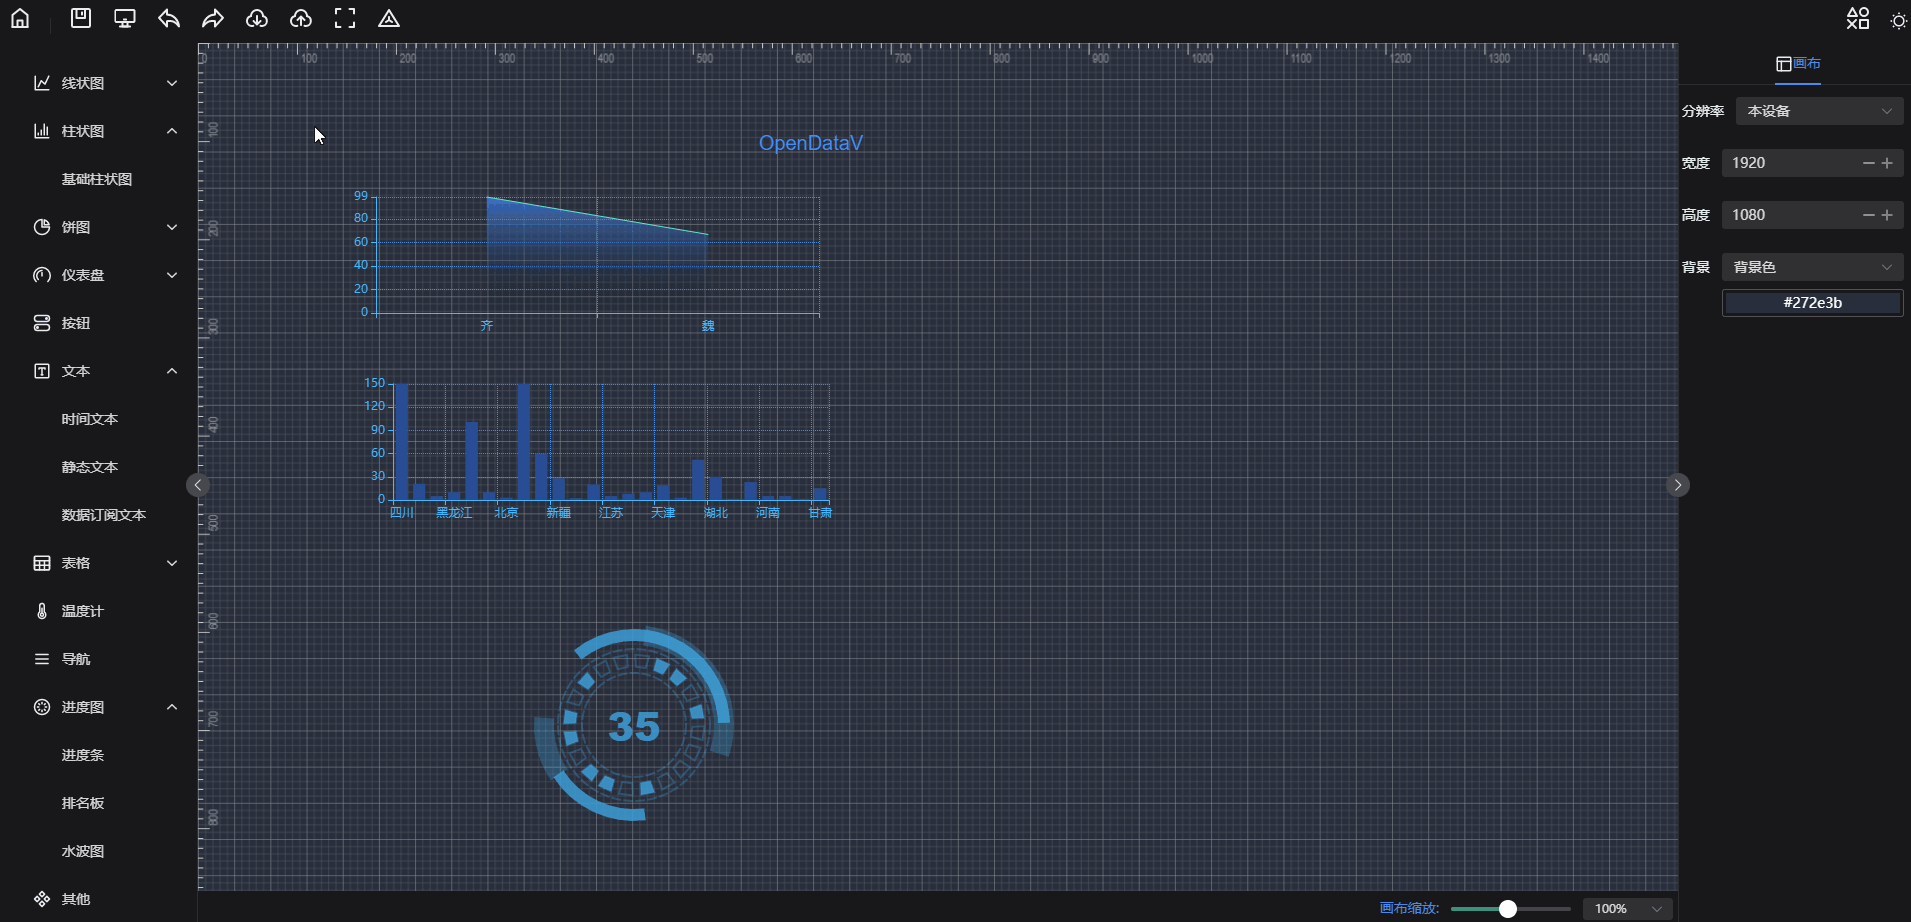 线状图
柱状图
基础柱状图
饼图
仪表盘
按钮
文本
时间文本
静态文本
数据订阅文本
表格
温度计
导航
进度图
进度条
排名板
水波图
其他
0 100 200 300 400 500 600 700 800 900 1000 1100 1200 1300 1400
100
200
300
400
500
600
700
800
OpenDataV
99
80
60
40
20
0
齐 魏
150
120
90
60
30
0
四川 黑龙江 北京 新疆 江苏 天津 湖北 河南 甘肃
35
画布
分辨率 本设备
宽度 1920
高度 1080
背景 背景色
#272e3b
画布缩放: 100%